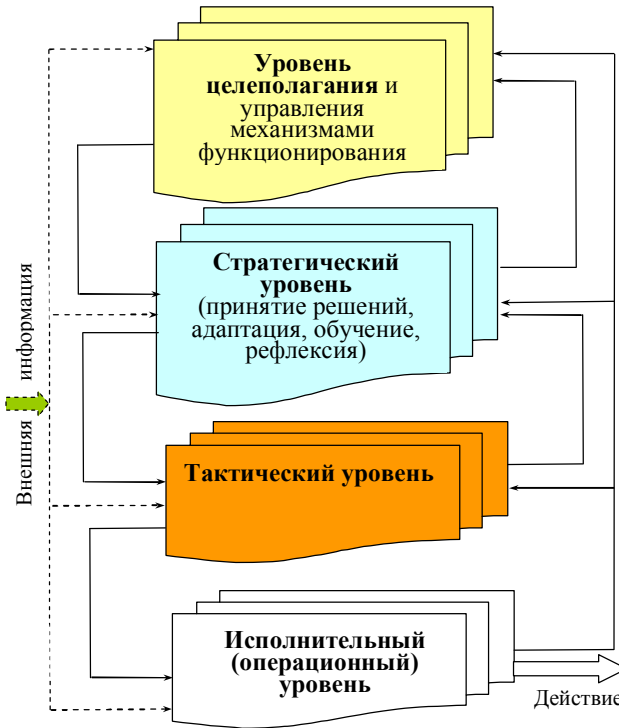 Уровень
целеполагания и
управления
механизмами
функционирования
Стратегический
уровень
(принятие решений,
адаптация, обучение,
рефлексия)
Внешняя информация
Тактический уровень
Исполнительный
(операционный)
уровень
Действие